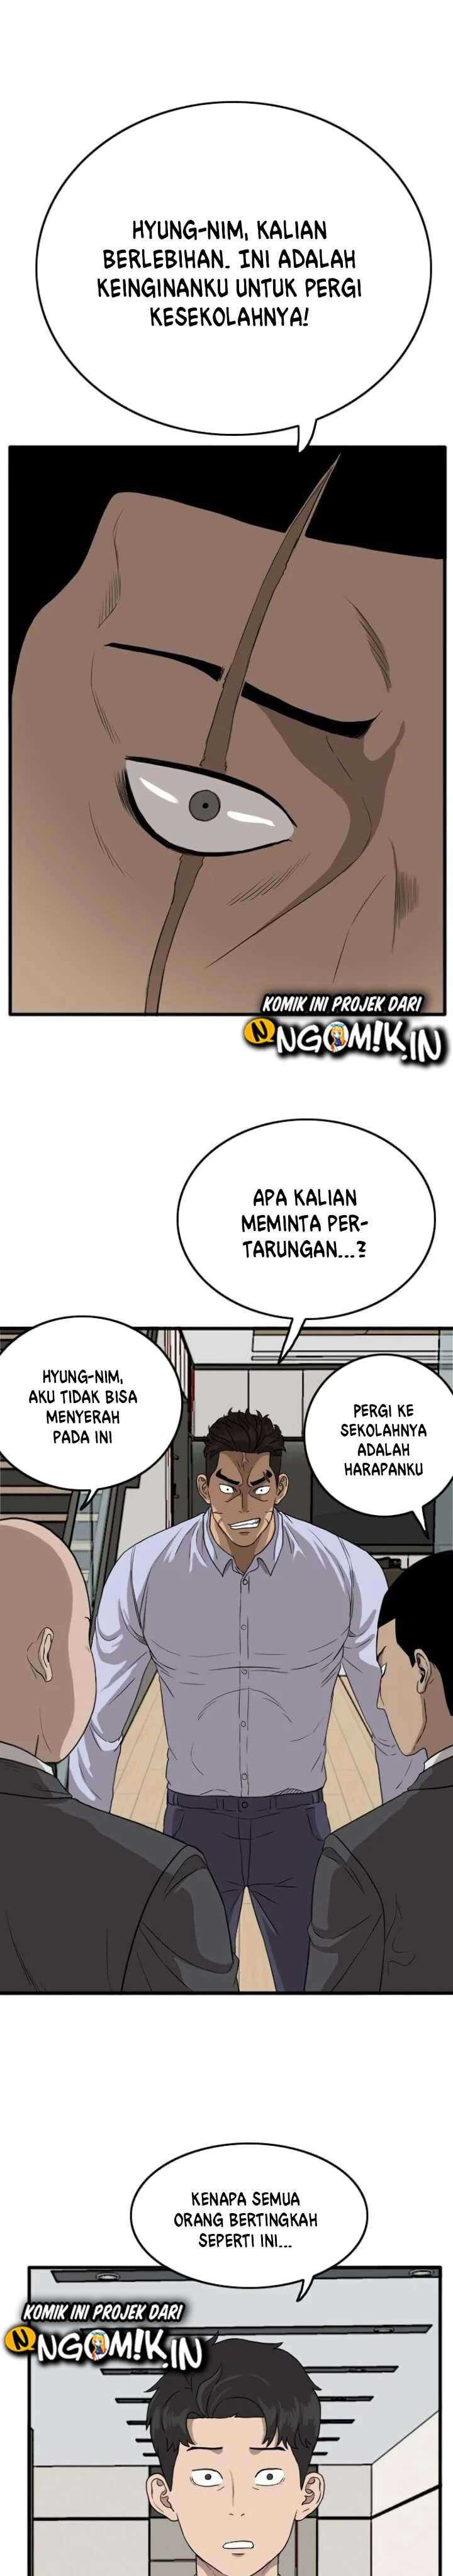 HYUNG-NIM, KALIAN
BERLEBIHAN. INI ADALAH
KEINGINANKU UNTUK PERGI
KESEKOLAHNYA!
KOMIK INI PROJEK DARI
N NGOMIK.IN
APA KALIAN
MEMINTA PER-
TARUNGAN...?
HYUNG-NIM,
AKU TIDAK BISA
MENYERAH
PADA INI
PERGI KE
SEKOLAHNYA
ADALAH
HARAPANKU
KENAPA SEMUA
ORANG BERTINGKAH
SEPERTI INI...
KOMIK INI PROJEK DARI
N NGOM!K.IN